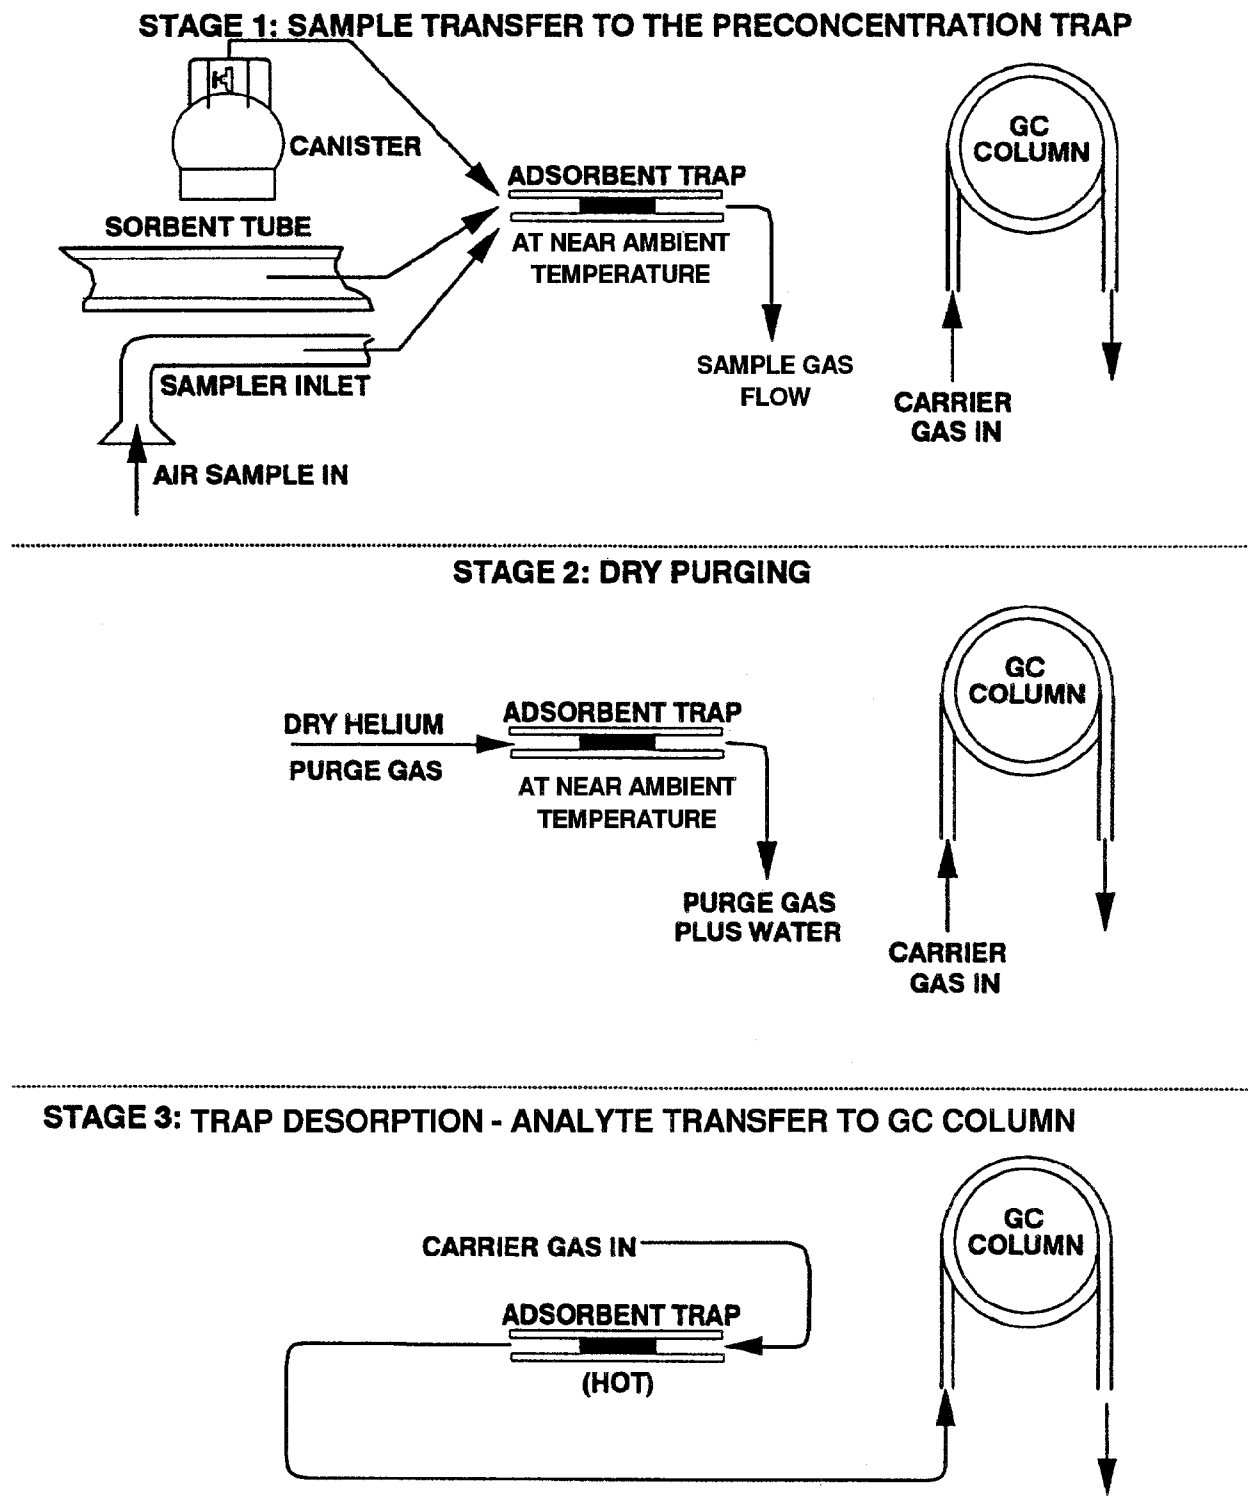 STAGE 1: SAMPLE TRANSFER TO THE PRECONCENTRATION TRAP
CANISTER
GC
COLUMN
ADSORBENT TRAP
SORBENT TUBE
AT NEAR AMBIENT
TEMPERATURE
SAMPLER INLET
SAMPLE GAS
FLOW
CARRIER
GAS IN
AIR SAMPLE IN
STAGE 2: DRY PURGING
GC
COLUMN
DRY HELIUM
PURGE GAS
ADSORBENT TRAP
AT NEAR AMBIENT
TEMPERATURE
PURGE GAS
PLUS WATER
CARRIER
GAS IN
STAGE 3: TRAP DESORPTION - ANALYTE TRANSFER TO GC COLUMN
GC
COLUMN
CARRIER GAS IN
ADSORBENT TRAP
(HOT)